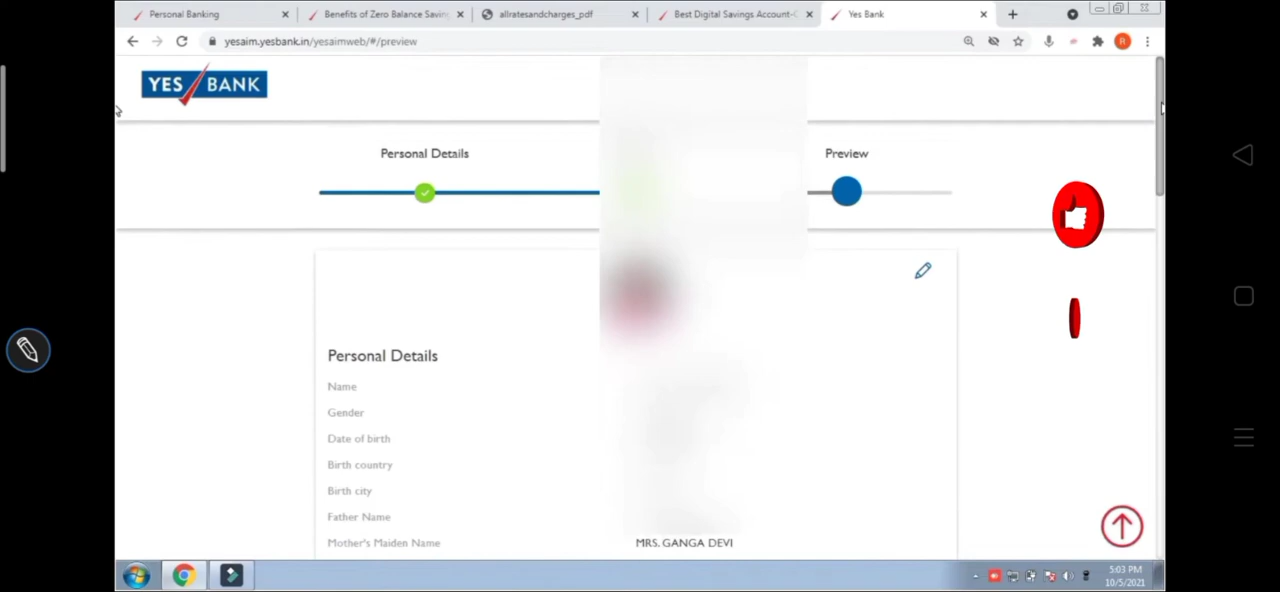 Personal Banking
Benefits of Zero Balance Saving
allratesandcharges_pdf
Best Digital Savings Account-
Yes Bank
yesaim.yesbank.in/yesaimweb/#/preview
R
YES BANK
Personal Details
Preview
Personal Details
Name
Gender
Date of birth
Birth country
Birth city
Father Name
Mother's Maiden Name MRS. GANGA DEVI
5:03 PM
10/5/2021